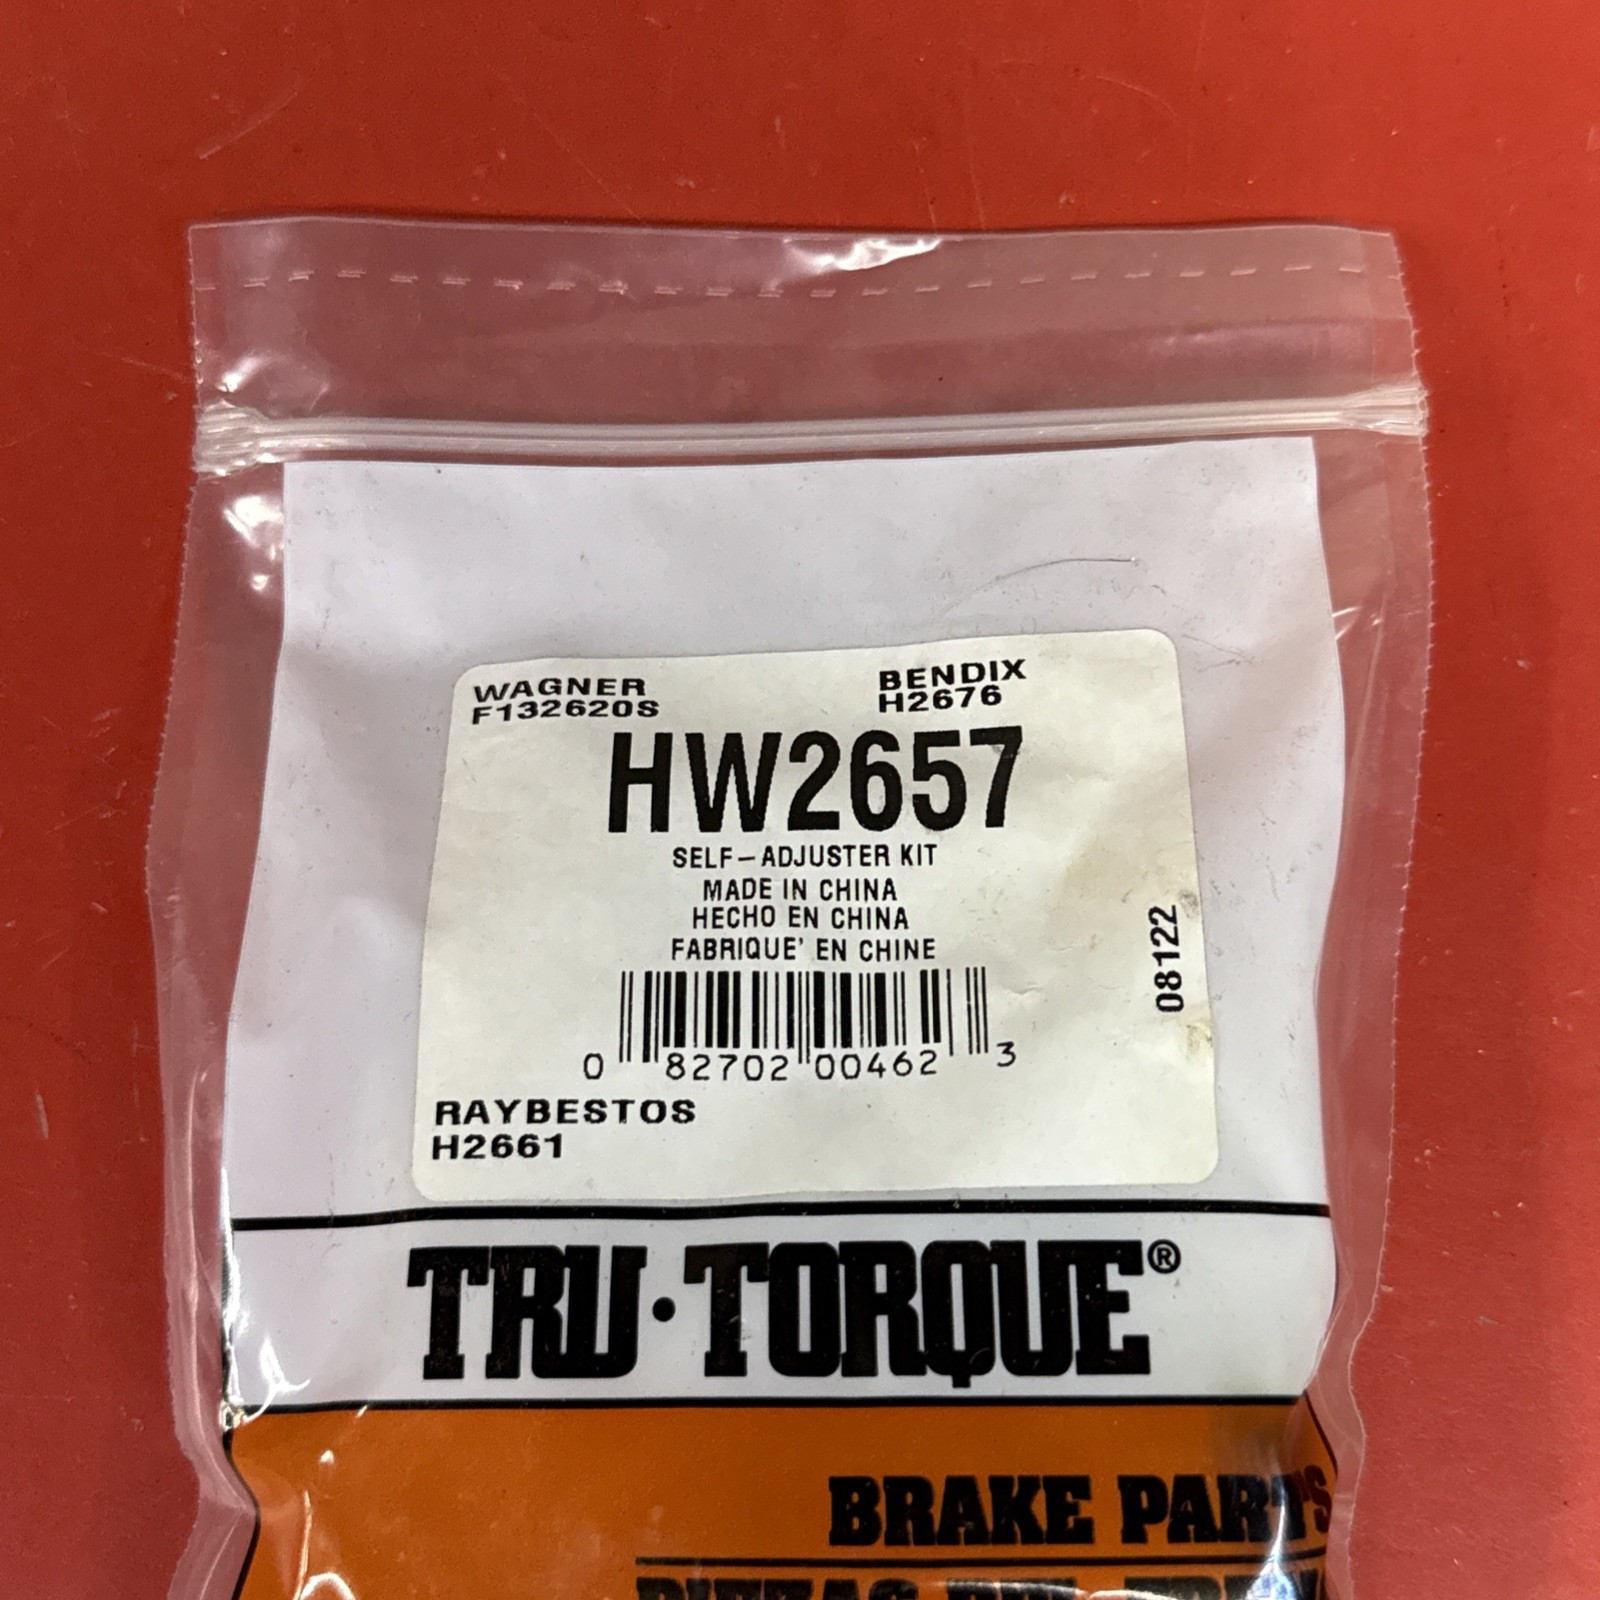 WAGNER
F132620S
BENDIX
H2676
HW2657
SELF-ADJUSTER KIT
MADE IN CHINA
HECHO EN CHINA
FABRIQUE' EN CHINE
08122
0 82702 00462 3
RAYBESTOS
H2661
TRU·TORQUE®
BRAKE PARTS